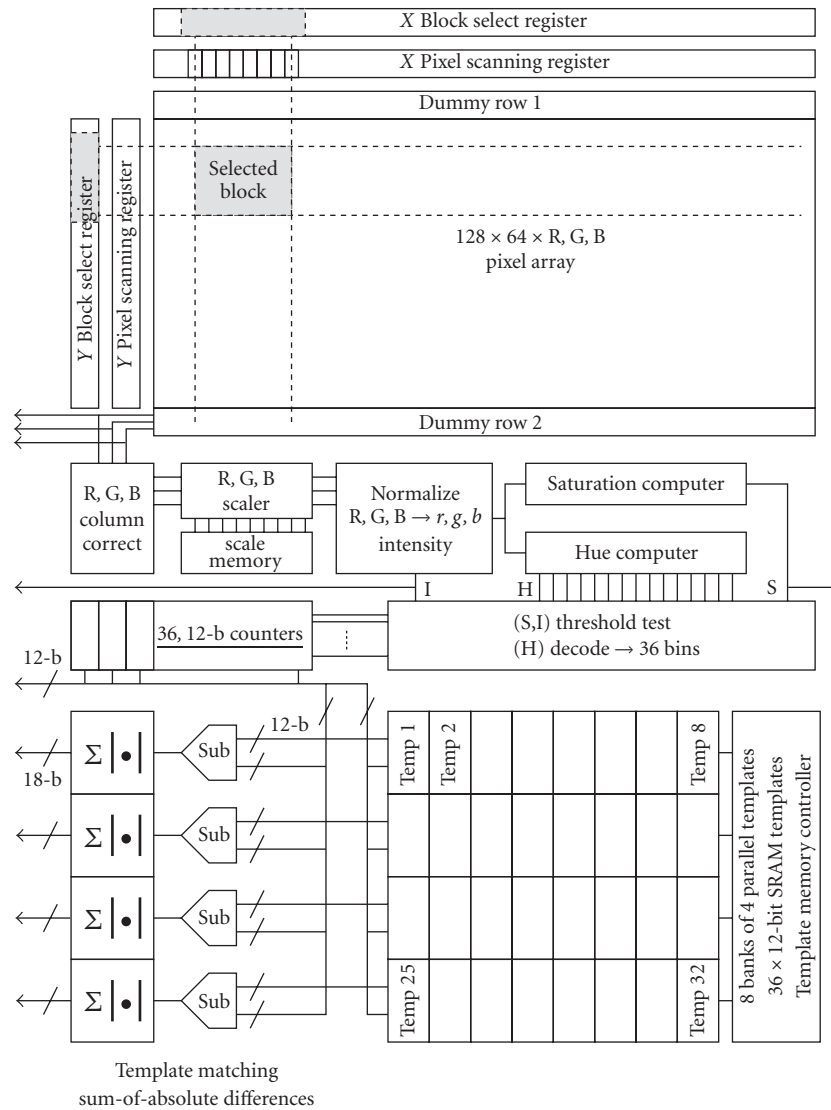 X Block select register
X Pixel scanning register
Dummy row 1
Y Block select register
Y Pixel scanning register
Selected
block
128 × 64 × R, G, B
pixel array
Dummy row 2
R, G, B
column
correct
R, G, B
scaler
scale
memory
Normalize
R, G, B → r, g, b
intensity
Saturation computer
Hue computer
I
H
S
36, 12-b counters
(S,I) threshold test
(H) decode → 36 bins
12-b
12-b
18-b
Σ |•|
Sub
Temp 1
Temp 2
Temp 8
Σ |•|
Sub
Σ |•|
Sub
Σ |•|
Sub
Temp 25
Temp 32
8 banks of 4 parallel templates
36 × 12-bit SRAM templates
Template memory controller
Template matching
sum-of-absolute differences